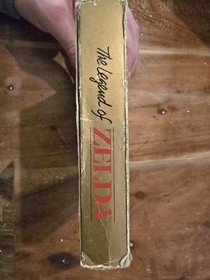 The Legend of
ZELDA